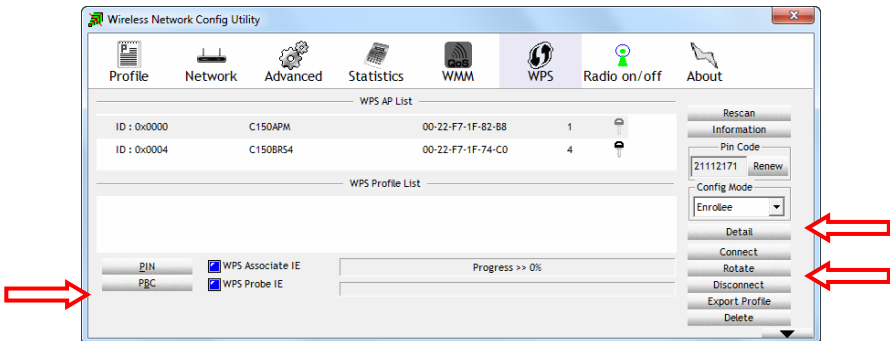 Wireless Network Config Utility
x
Profile Network Advanced Statistics QoS WMM WPS Radio on/off About
WPS AP List
ID : 0x0000 C150APM 00-22-F7-1F-82-B8 1
ID : 0x0004 C150BRS4 00-22-F7-1F-74-C0 4
WPS Profile List
Rescan
Information
Pin Code
21112171 Renew
Config Mode
Enrollee
Detail
Connect
Rotate
Disconnect
Export Profile
Delete
PIN WPS Associate IE Progress >> 0%
PBC WPS Probe IE